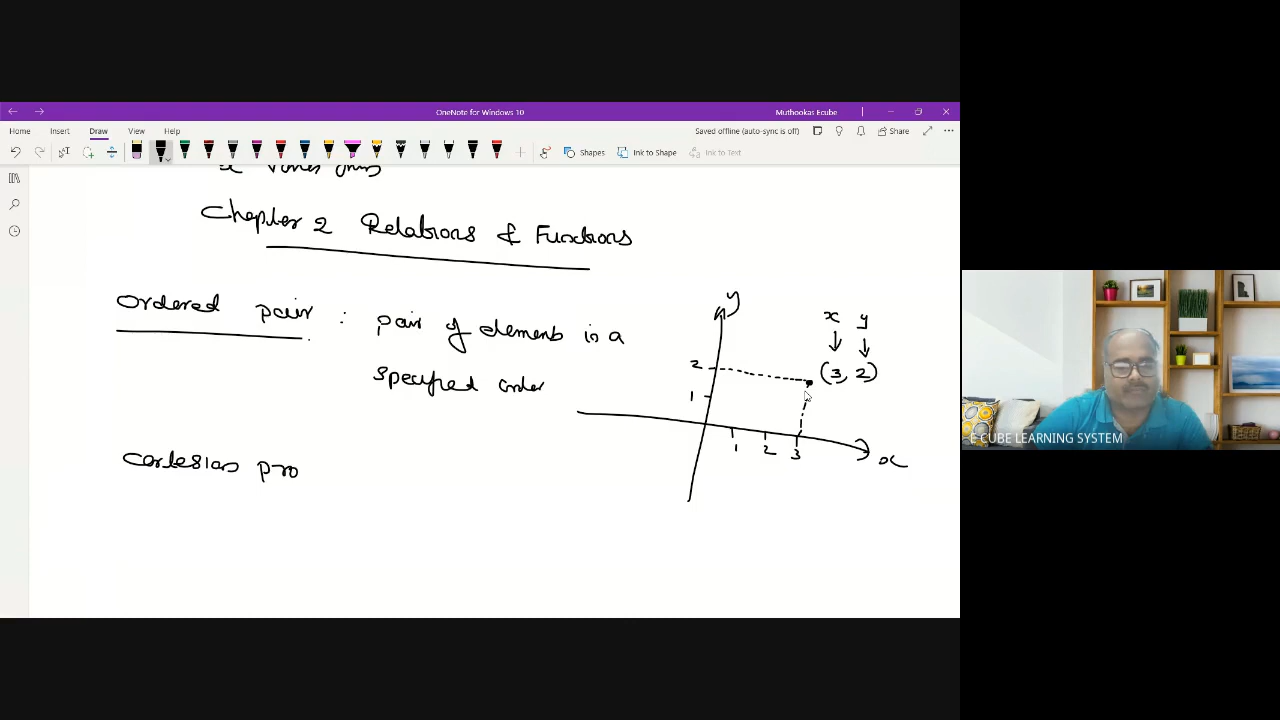 OneNote for Windows 10
Muthookas Ecube
Home Insert Draw View Help
Saved offline (auto-sync is off)
Share
Shapes
Ink to Shape
Ink to Text
Chapter 2 Relations & Functions
Ordered pair : pair of elements in a
specified order
Cartesian pro
y
2
1
1 2 3
x
x y
(3, 2)
E CUBE LEARNING SYSTEM